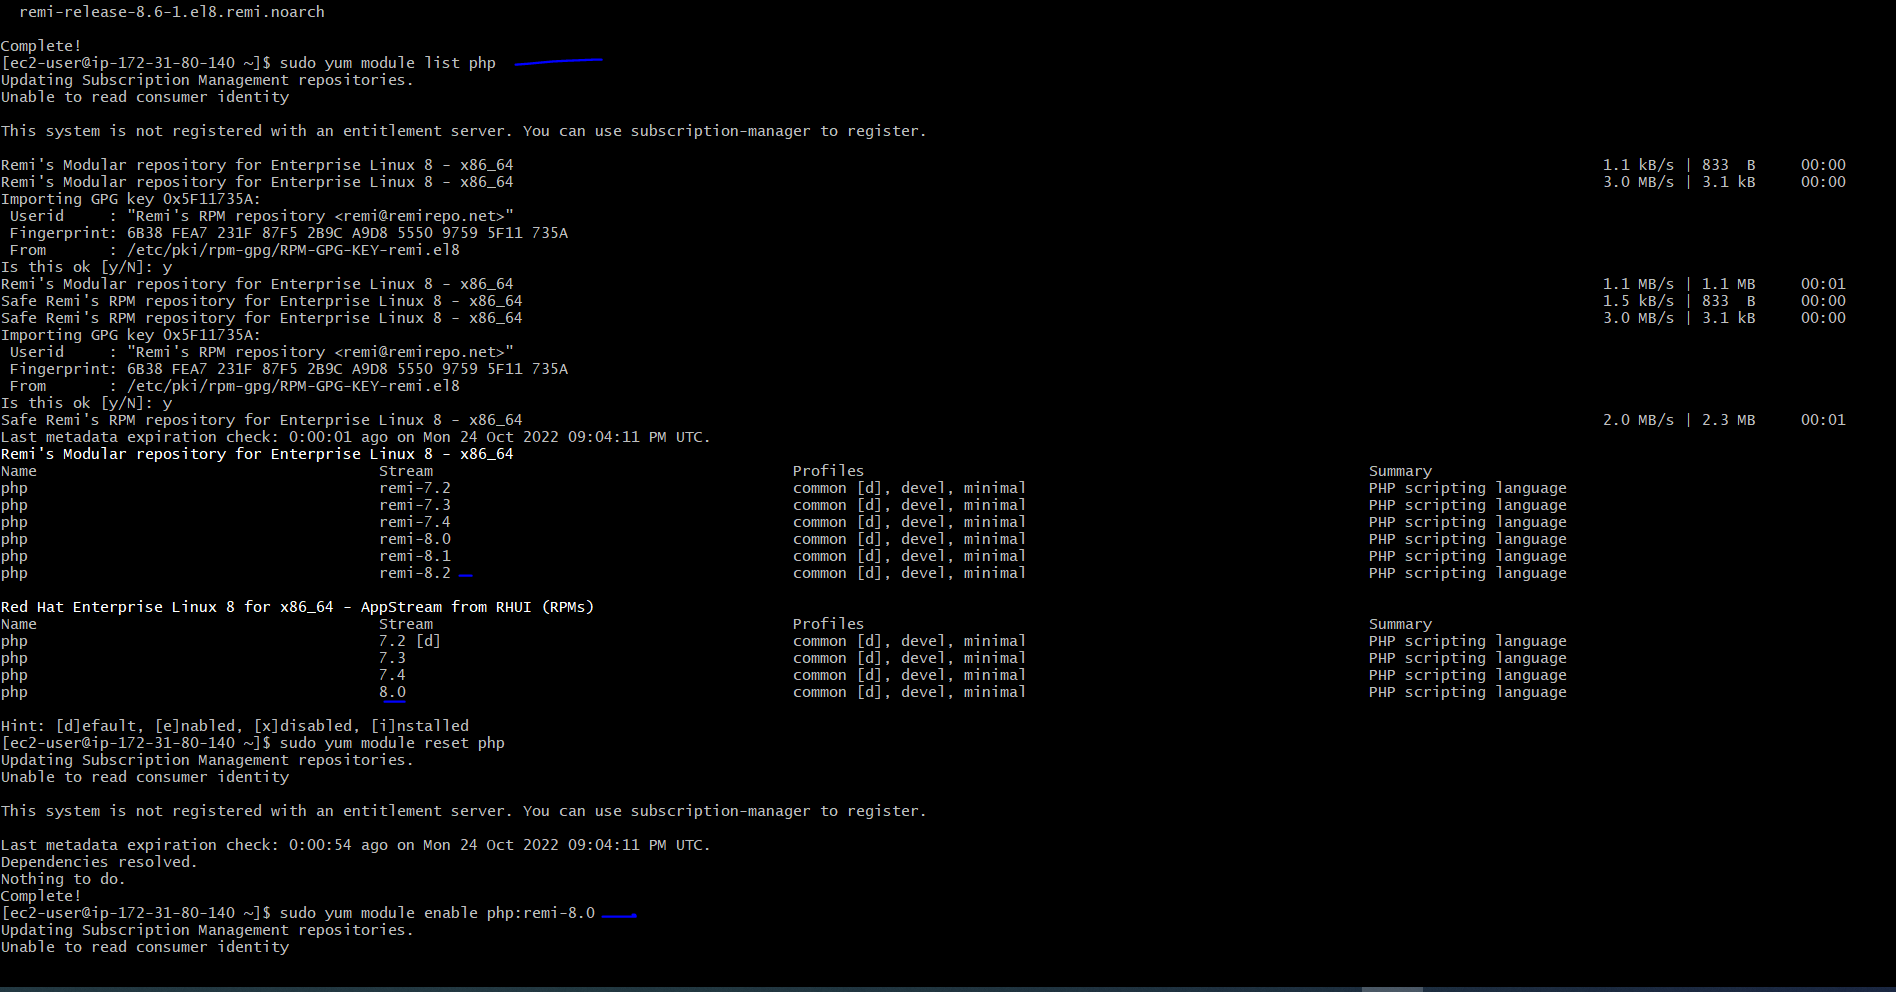 remi-release-8.6-1.el8.remi.noarch
Complete!
[ec2-user@ip-172-31-80-140 ~]$ sudo yum module list php
Updating Subscription Management repositories.
Unable to read consumer identity
This system is not registered with an entitlement server. You can use subscription-manager to register.
Remi's Modular repository for Enterprise Linux 8 - x86_64 1.1 kB/s | 833 B 00:00
Remi's Modular repository for Enterprise Linux 8 - x86_64 3.0 MB/s | 3.1 kB 00:00
Importing GPG key 0x5F11735A:
Userid : "Remi's RPM repository <remi@remirepo.net>"
Fingerprint: 6B38 FEA7 231F 87F5 2B9C A9D8 5550 9759 5F11 735A
From : /etc/pki/rpm-gpg/RPM-GPG-KEY-remi.el8
Is this ok [y/N]: y
Remi's Modular repository for Enterprise Linux 8 - x86_64 1.1 MB/s | 1.1 MB 00:01
Safe Remi's RPM repository for Enterprise Linux 8 - x86_64 1.5 kB/s | 833 B 00:00
Safe Remi's RPM repository for Enterprise Linux 8 - x86_64 3.0 MB/s | 3.1 kB 00:00
Importing GPG key 0x5F11735A:
Userid : "Remi's RPM repository <remi@remirepo.net>"
Fingerprint: 6B38 FEA7 231F 87F5 2B9C A9D8 5550 9759 5F11 735A
From : /etc/pki/rpm-gpg/RPM-GPG-KEY-remi.el8
Is this ok [y/N]: y
Safe Remi's RPM repository for Enterprise Linux 8 - x86_64 2.0 MB/s | 2.3 MB 00:01
Last metadata expiration check: 0:00:01 ago on Mon 24 Oct 2022 09:04:11 PM UTC.
Remi's Modular repository for Enterprise Linux 8 - x86_64
Name Stream Profiles Summary
php remi-7.2 common [d], devel, minimal PHP scripting language
php remi-7.3 common [d], devel, minimal PHP scripting language
php remi-7.4 common [d], devel, minimal PHP scripting language
php remi-8.0 common [d], devel, minimal PHP scripting language
php remi-8.1 common [d], devel, minimal PHP scripting language
php remi-8.2 common [d], devel, minimal PHP scripting language
Red Hat Enterprise Linux 8 for x86_64 - AppStream from RHUI (RPMs)
Name Stream Profiles Summary
php 7.2 [d] common [d], devel, minimal PHP scripting language
php 7.3 common [d], devel, minimal PHP scripting language
php 7.4 common [d], devel, minimal PHP scripting language
php 8.0 common [d], devel, minimal PHP scripting language
Hint: [d]efault, [e]nabled, [x]disabled, [i]nstalled
[ec2-user@ip-172-31-80-140 ~]$ sudo yum module reset php
Updating Subscription Management repositories.
Unable to read consumer identity
This system is not registered with an entitlement server. You can use subscription-manager to register.
Last metadata expiration check: 0:00:54 ago on Mon 24 Oct 2022 09:04:11 PM UTC.
Dependencies resolved.
Nothing to do.
Complete!
[ec2-user@ip-172-31-80-140 ~]$ sudo yum module enable php:remi-8.0
Updating Subscription Management repositories.
Unable to read consumer identity